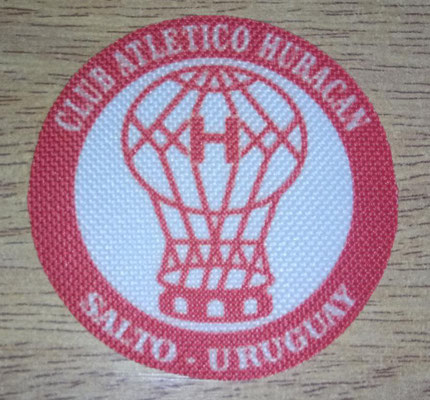 CLUB ATLETICO HURACAN
H
SALTO - URUGUAY